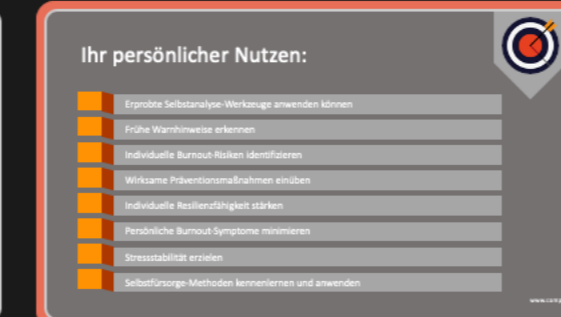 Ihr persönlicher Nutzen:
Erprobte Selbstanalyse-Werkzeuge anwenden können
Frühe Warnhinweise erkennen
Individuelle Burnout-Risiken identifizieren
Wirksame Präventionsmaßnahmen einüben
Individuelle Resilienzfähigkeit stärken
Persönliche Burnout-Symptome minimieren
Stressstabilität erzielen
Selbstfürsorge-Methoden kennenlernen und anwenden